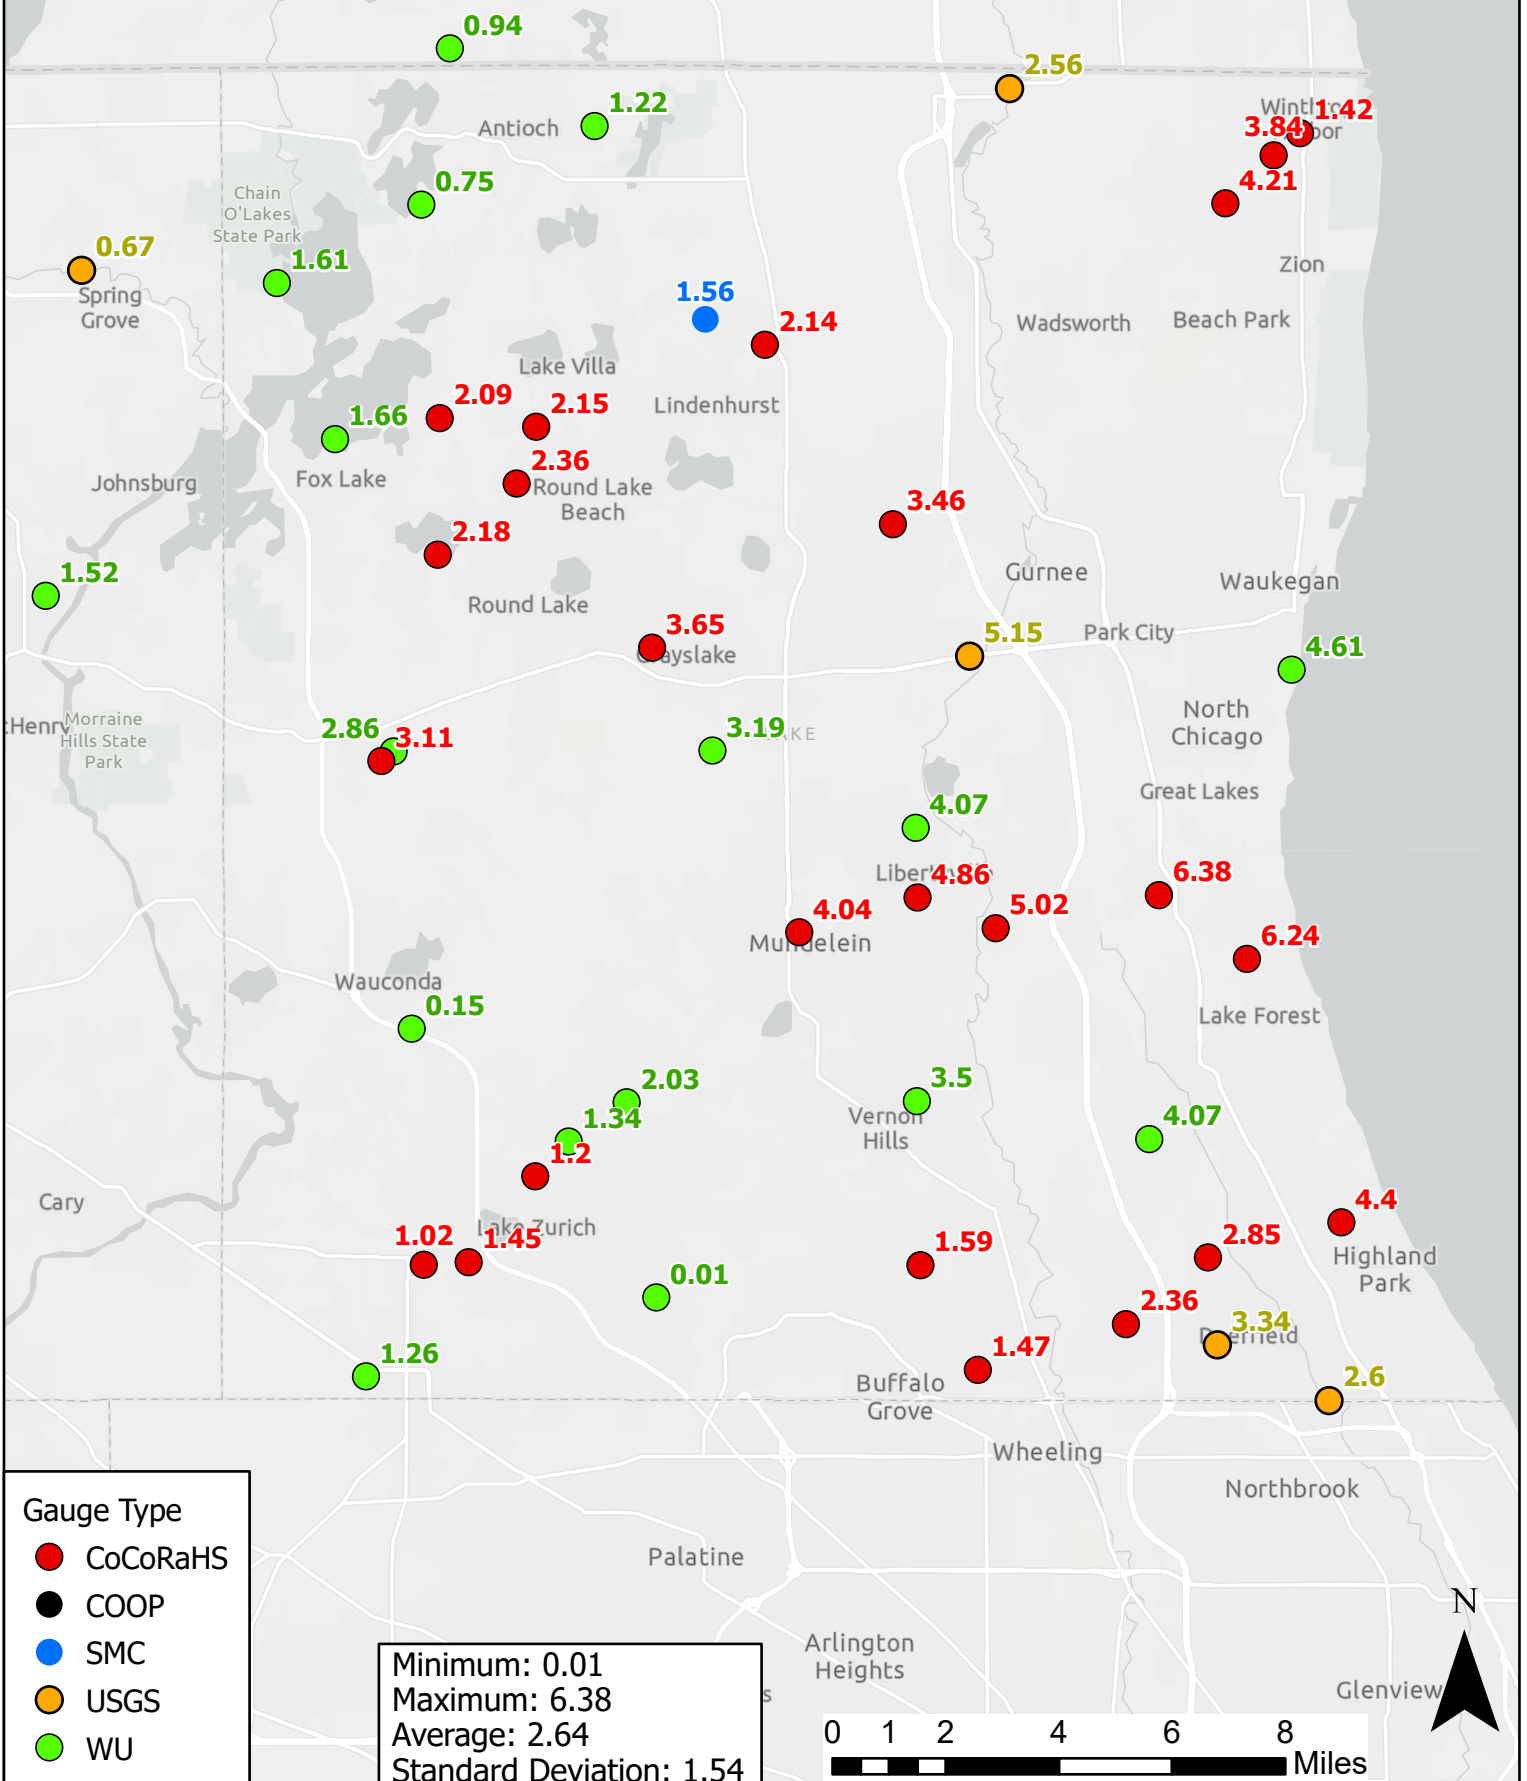 0.94
2.56
1.22
Antioch
1.42
3.84
4.21
0.75
Chain
O'Lakes
State Park
0.67
Spring
Grove
1.61
Zion
1.56
2.14
Wadsworth
Beach Park
Lake Villa
2.09
2.15
Lindenhurst
1.66
2.36
Johnsburg
Fox Lake
Round Lake
Beach
3.46
2.18
1.52
Gurnee
Waukegan
Round Lake
3.65
5.15
Park City
4.61
Grayslake
North
Chicago
Morraine
Hills State
Park
2.86
3.11
3.19
Great Lakes
4.07
4.86
6.38
4.04
5.02
Mundelein
6.24
Wauconda
0.15
Lake Forest
2.03
1.34
1.2
3.5
Vernon
Hills
4.07
Cary
4.4
Lake Zurich
1.02
1.45
1.59
2.85
Highland
Park
0.01
2.36
3.34
Deerfield
1.26
1.47
2.6
Buffalo
Grove
Wheeling
Northbrook
Palatine
Arlington
Heights
Glenview
N
Gauge Type
CoCoRaHS
COOP
SMC
USGS
WU
Minimum: 0.01
Maximum: 6.38
Average: 2.64
Standard Deviation: 1.54
0 1 2 4 6 8
Miles